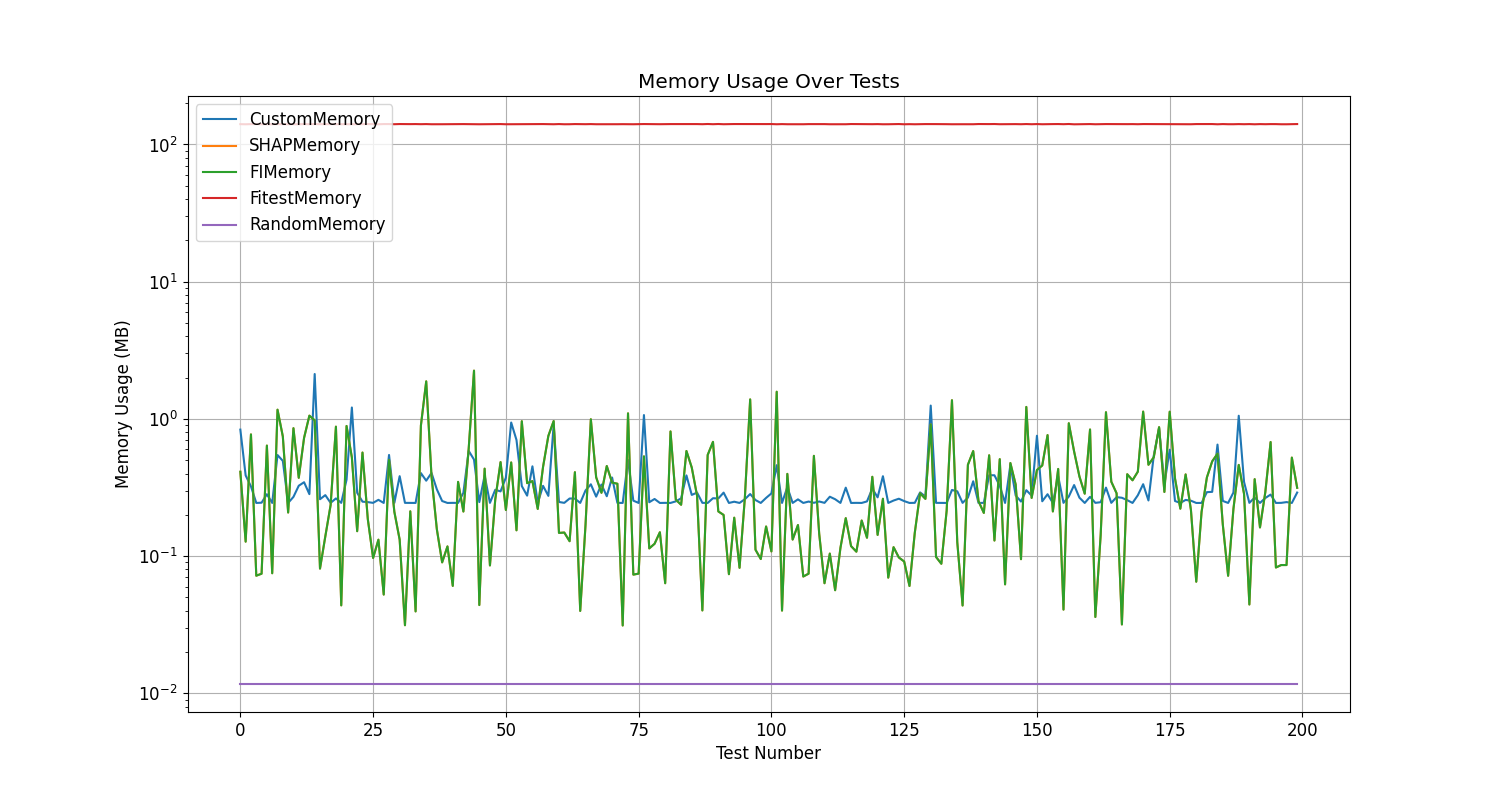 Memory Usage Over Tests
CustomMemory
SHAPMemory
FIMemory
FitestMemory
RandomMemory
Memory Usage (MB)
10²
10¹
10⁰
10⁻¹
10⁻²
0 25 50 75 100 125 150 175 200
Test Number